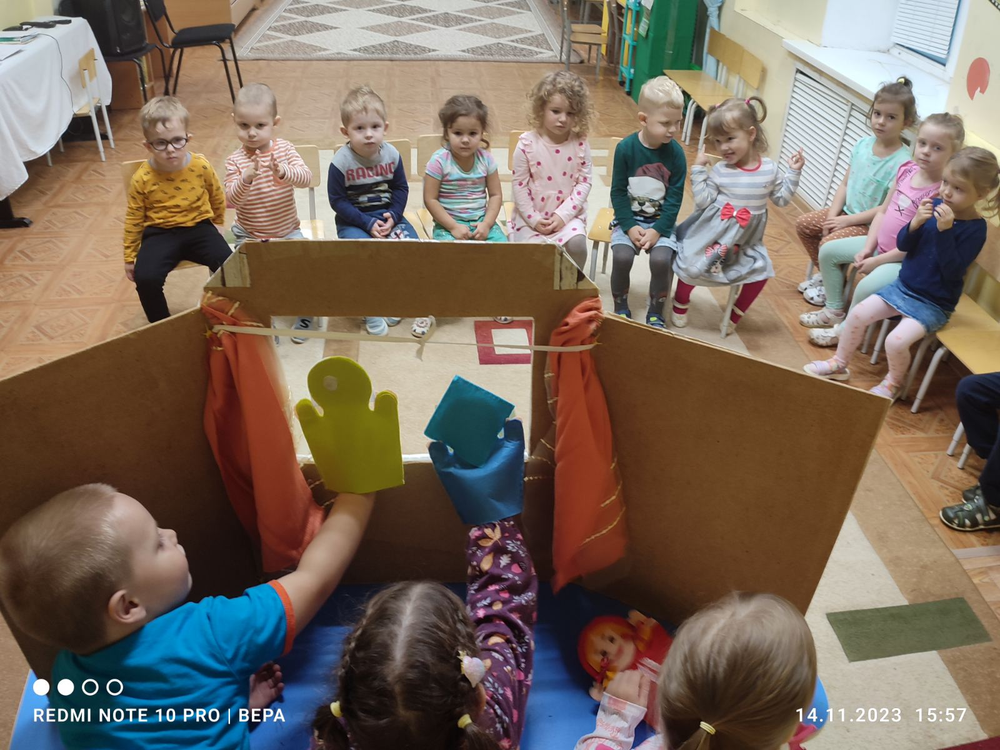 RACING
S
REDMI NOTE 10 PRO | ВЕРА
14.11.2023 15:57